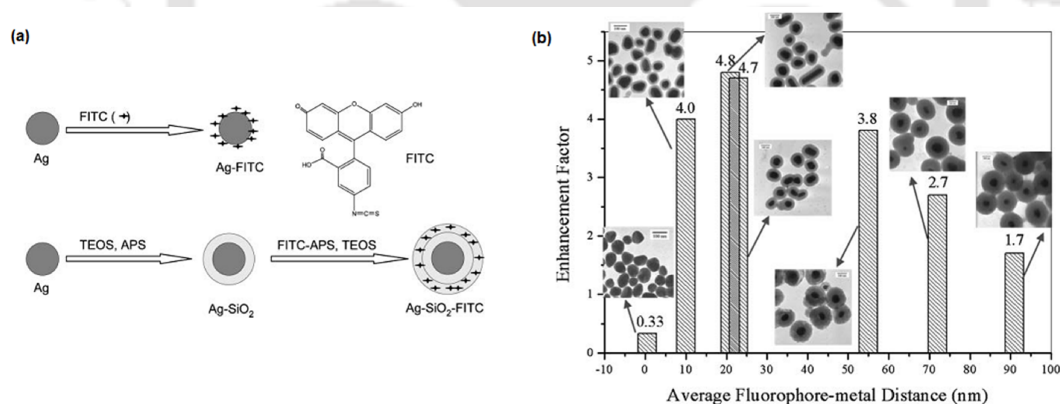 (a)
FITC ( )
Ag
Ag-FITC
O
O
OH
HO
O
N=C=S
FITC
TEOS, APS
FITC-APS, TEOS
Ag
Ag-SiO2
Ag-SiO2-FITC
(b)
Enhancement Factor
5
4
3
2
1
0
0.33
4.0
4.8
4.7
3.8
2.7
1.7
-10 0 10 20 30 40 50 60 70 80 90 100
Average Fluorophore-metal Distance (nm)